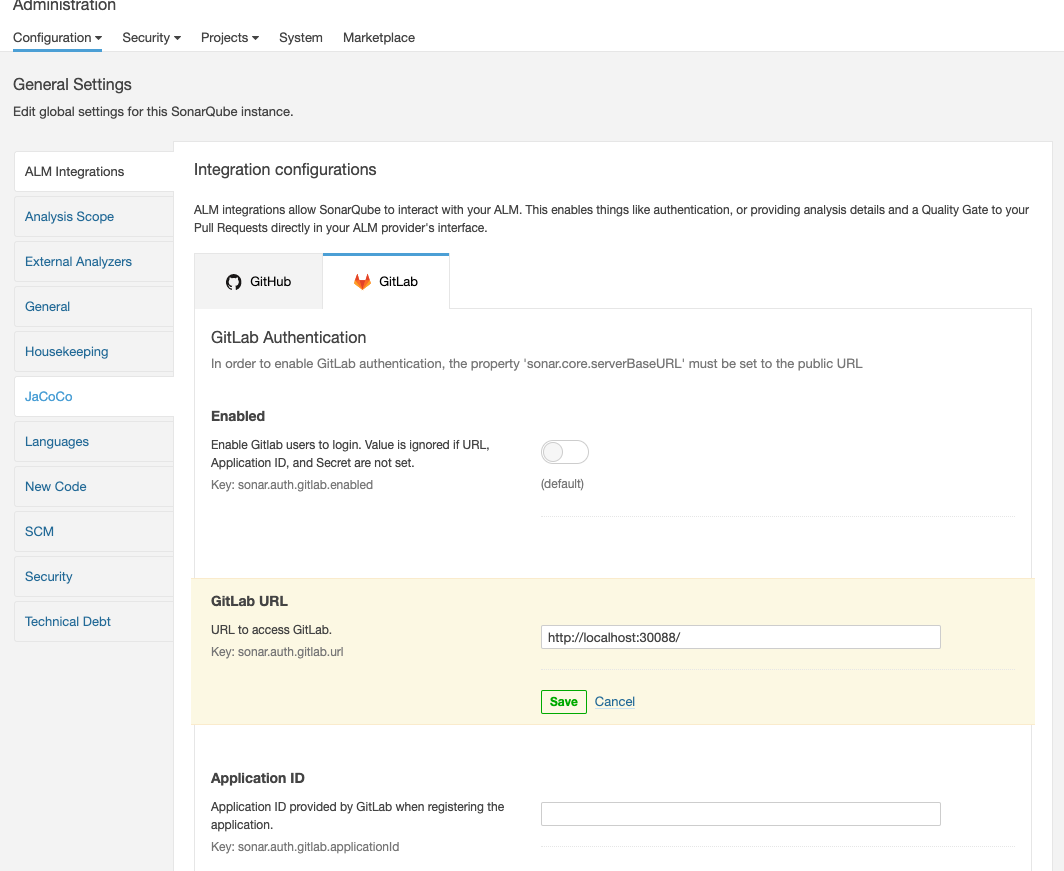 Administration
Configuration Security Projects System Marketplace
General Settings
Edit global settings for this SonarQube instance.
ALM Integrations
Analysis Scope
External Analyzers
General
Housekeeping
JaCoCo
Languages
New Code
SCM
Security
Technical Debt
Integration configurations
ALM integrations allow SonarQube to interact with your ALM. This enables things like authentication, or providing analysis details and a Quality Gate to your
Pull Requests directly in your ALM provider's interface.
GitHub GitLab
GitLab Authentication
In order to enable GitLab authentication, the property 'sonar.core.serverBaseURL' must be set to the public URL
Enabled
Enable Gitlab users to login. Value is ignored if URL,
Application ID, and Secret are not set.
Key: sonar.auth.gitlab.enabled
(default)
GitLab URL
URL to access GitLab.
Key: sonar.auth.gitlab.url
http://localhost:30088/
Save Cancel
Application ID
Application ID provided by GitLab when registering the
application.
Key: sonar.auth.gitlab.applicationId